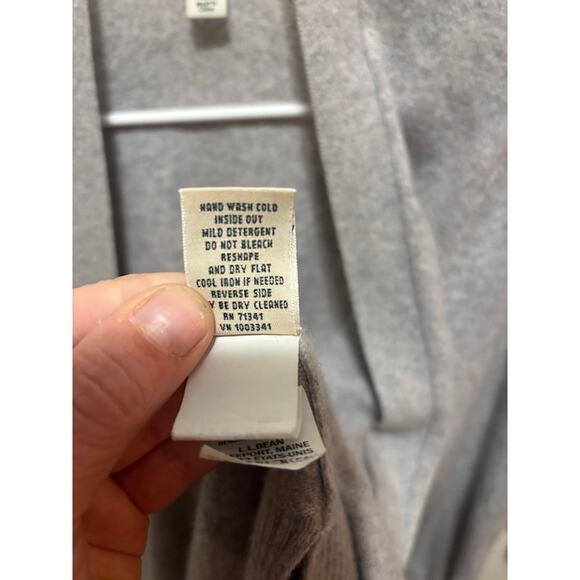 HAND WASH COLD
INSIDE OUT
MILD DETERGENT
DO NOT BLEACH
RESHAPE
AND DRY FLAT
COOL IRON IF NEEDED
REVERSE SIDE
Y BE DRY CLEANED
RN 71341
VN 1003341
L.L.BEAN
EEPORT, MAINE
ETATS-UNIS